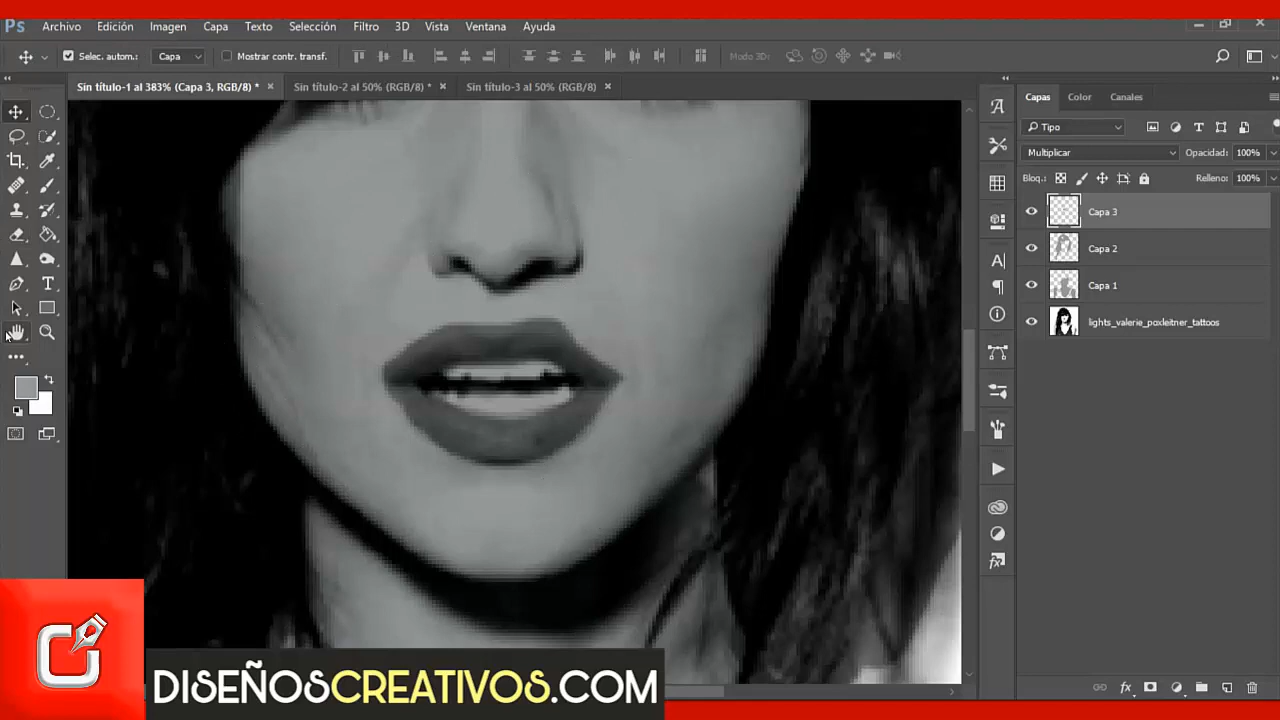 Ps Archivo Edición Imagen Capa Texto Selección Filtro 3D Vista Ventana Ayuda
Selec. autom.: Capa Mostrar contr. transf. Modo 3D:
Sin título-1 al 383% (Capa 3, RGB/8) * × Sin título-2 al 50% (RGB/8) * × Sin título-3 al 50% (RGB/8) ×
Capas Color Canales
Tipo
Multiplicar Opacidad: 100%
Bloq.: Relleno: 100%
Capa 3
Capa 2
Capa 1
lights_valerie_poxleitner_tattoos
DISEÑOSCREATIVOS.COM